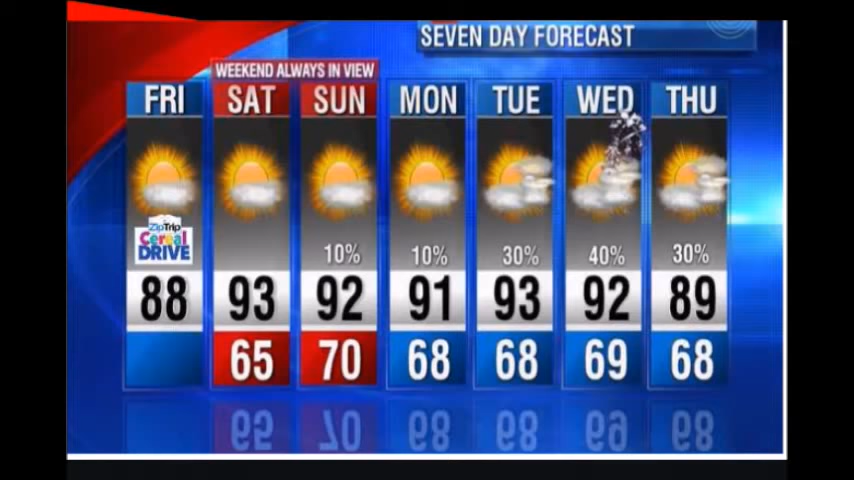 SEVEN DAY FORECAST
WEEKEND ALWAYS IN VIEW
FRI SAT SUN MON TUE WED THU
ZipTrip
Cereal
DRIVE
10% 10% 30% 40% 30%
88 93 92 91 93 92 89
65 70 68 68 69 68